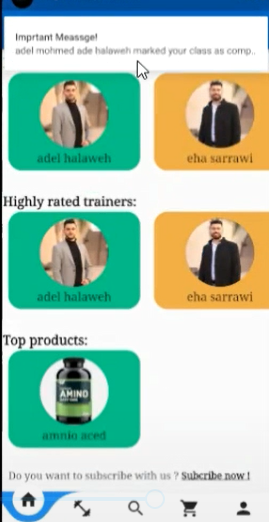 Imprtant Meassge!
adel mohmed ade halaweh marked your class as comp..
adel halaweh
eha sarrawi
Highly rated trainers:
adel halaweh
eha sarrawi
Top products:
AMINO
amnio aced
Do you want to subscribe with us ? Subcribe now !